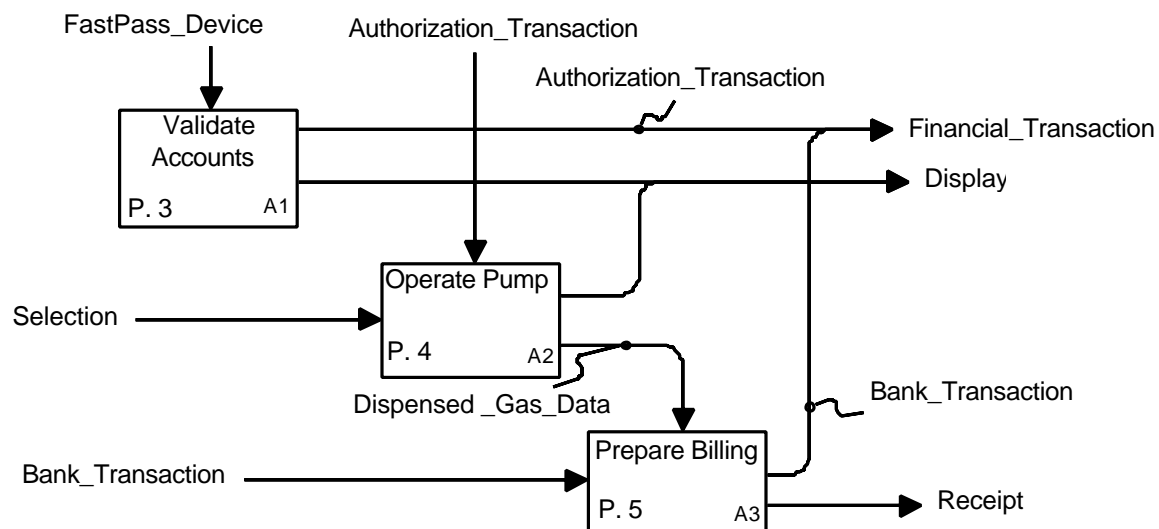 FastPass_Device
Authorization_Transaction
Authorization_Transaction
Validate
Accounts
P. 3
A1
Financial_Transaction
Display
Operate Pump
P. 4
A2
Selection
Dispensed _Gas_Data
Bank_Transaction
Prepare Billing
P. 5
A3
Bank_Transaction
Receipt